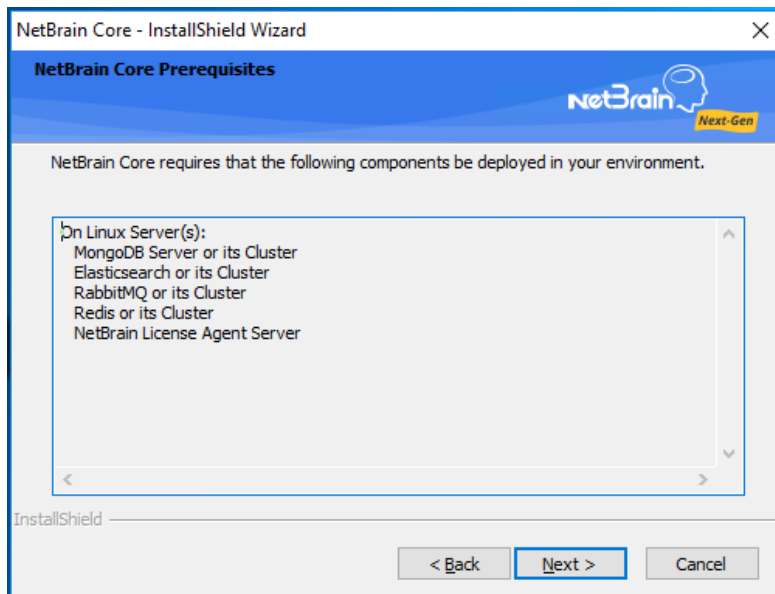 NetBrain Core - InstallShield Wizard
NetBrain Core Prerequisites
NetBrain
Next-Gen
NetBrain Core requires that the following components be deployed in your environment.
On Linux Server(s):
MongoDB Server or its Cluster
Elasticsearch or its Cluster
RabbitMQ or its Cluster
Redis or its Cluster
NetBrain License Agent Server
InstallShield
< Back
Next >
Cancel